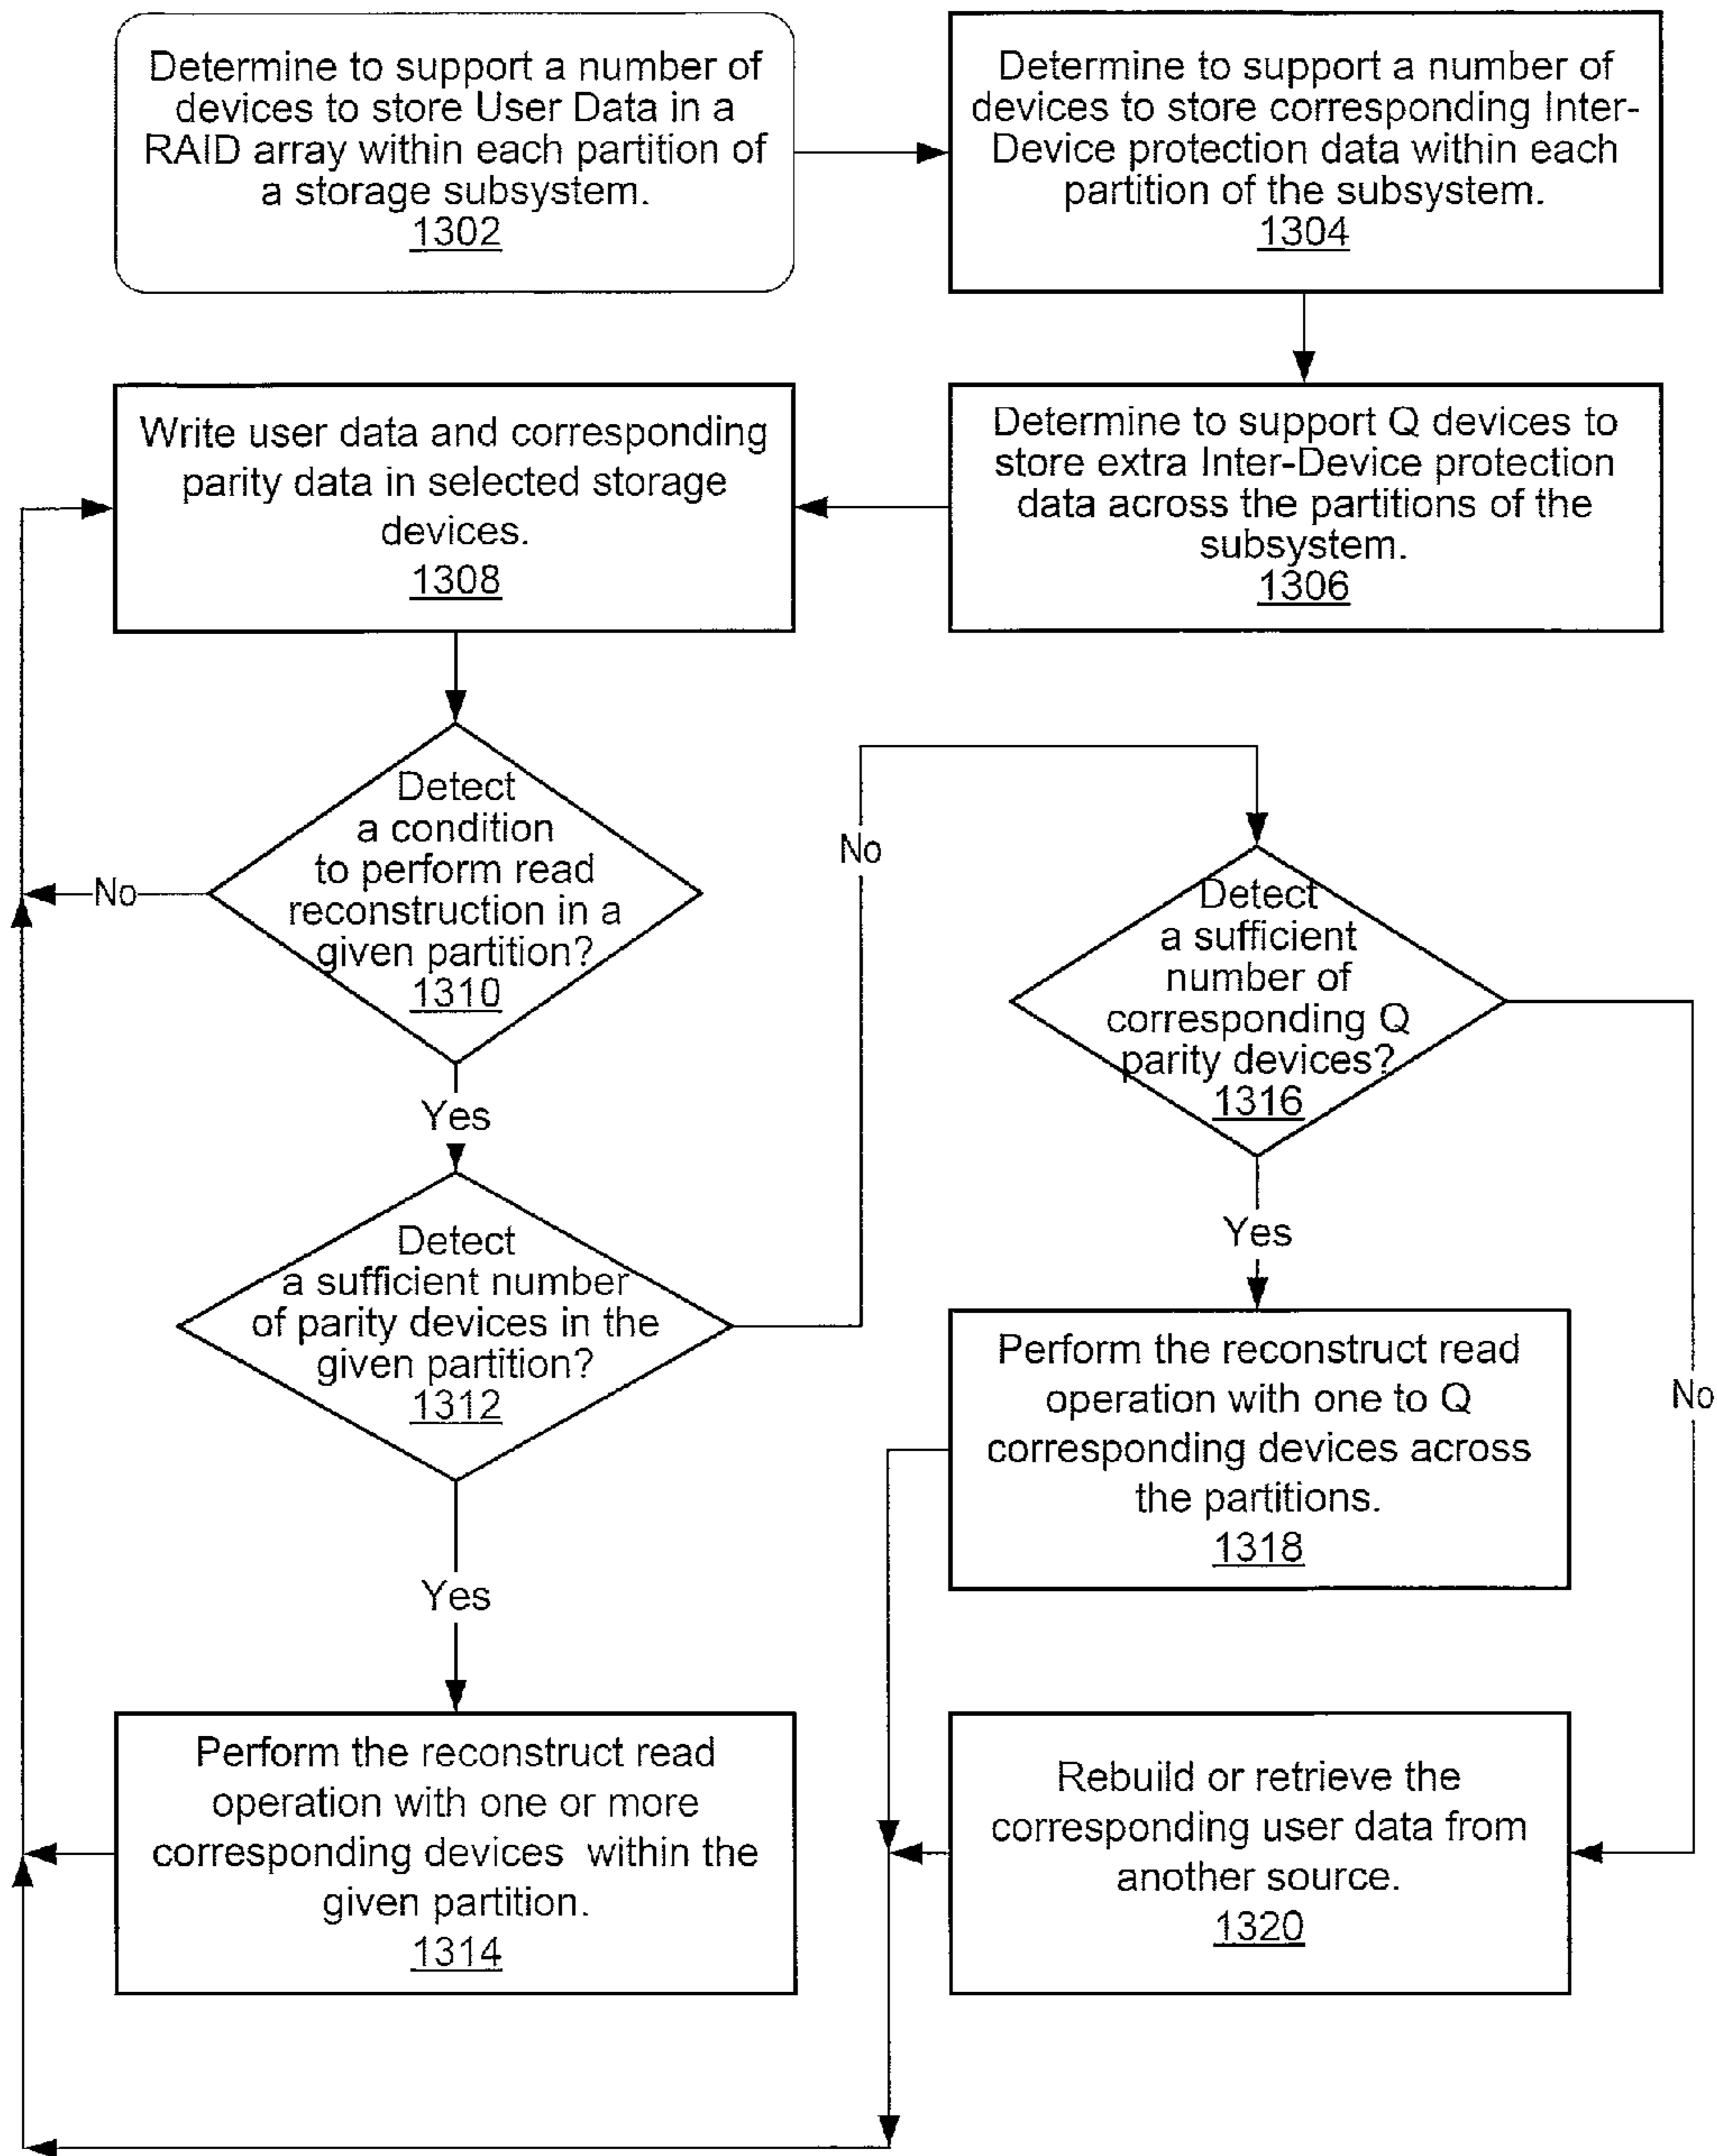 Determine to support a number of
devices to store User Data in a
RAID array within each partition of
a storage subsystem.
1302
Determine to support a number of
devices to store corresponding Inter-
Device protection data within each
partition of the subsystem.
1304
Write user data and corresponding
parity data in selected storage
devices.
1308
Determine to support Q devices to
store extra Inter-Device protection
data across the partitions of the
subsystem.
1306
Detect
a condition
to perform read
reconstruction in a
given partition?
1310
No
Yes
No
Detect
a sufficient
number of
corresponding Q
parity devices?
1316
Yes
No
Detect
a sufficient number
of parity devices in the
given partition?
1312
Yes
Perform the reconstruct read
operation with one to Q
corresponding devices across
the partitions.
1318
Perform the reconstruct read
operation with one or more
corresponding devices within the
given partition.
1314
Rebuild or retrieve the
corresponding user data from
another source.
1320